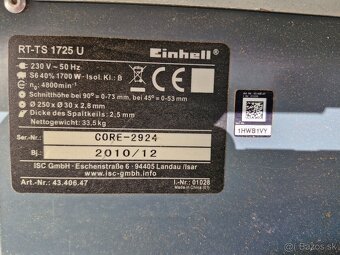 RT-TS 1725 U
Einhell
230 V ~ 50 Hz
S6 40% 1700 W · Isol. Kl.: B
n₀: 4800min⁻¹
Schnitthöhe bei 90°= 0-73 mm, bei 45°= 0-53 mm
Ø 250 x Ø 30 x 2,8 mm
Dicke des Spaltkeils: 2,5 mm
Nettogewicht: 33,5 kg
Ser.-Nr.: CORE-2924
Bj.: 2010/12
ISC GmbH - Eschenstraße 6 - 94405 Landau /Isar
www.isc-gmbh.info
Made in China
Art.-Nr.: 43.406.47
I.-Nr.: 01028
1HWB1VY
bazos.sk